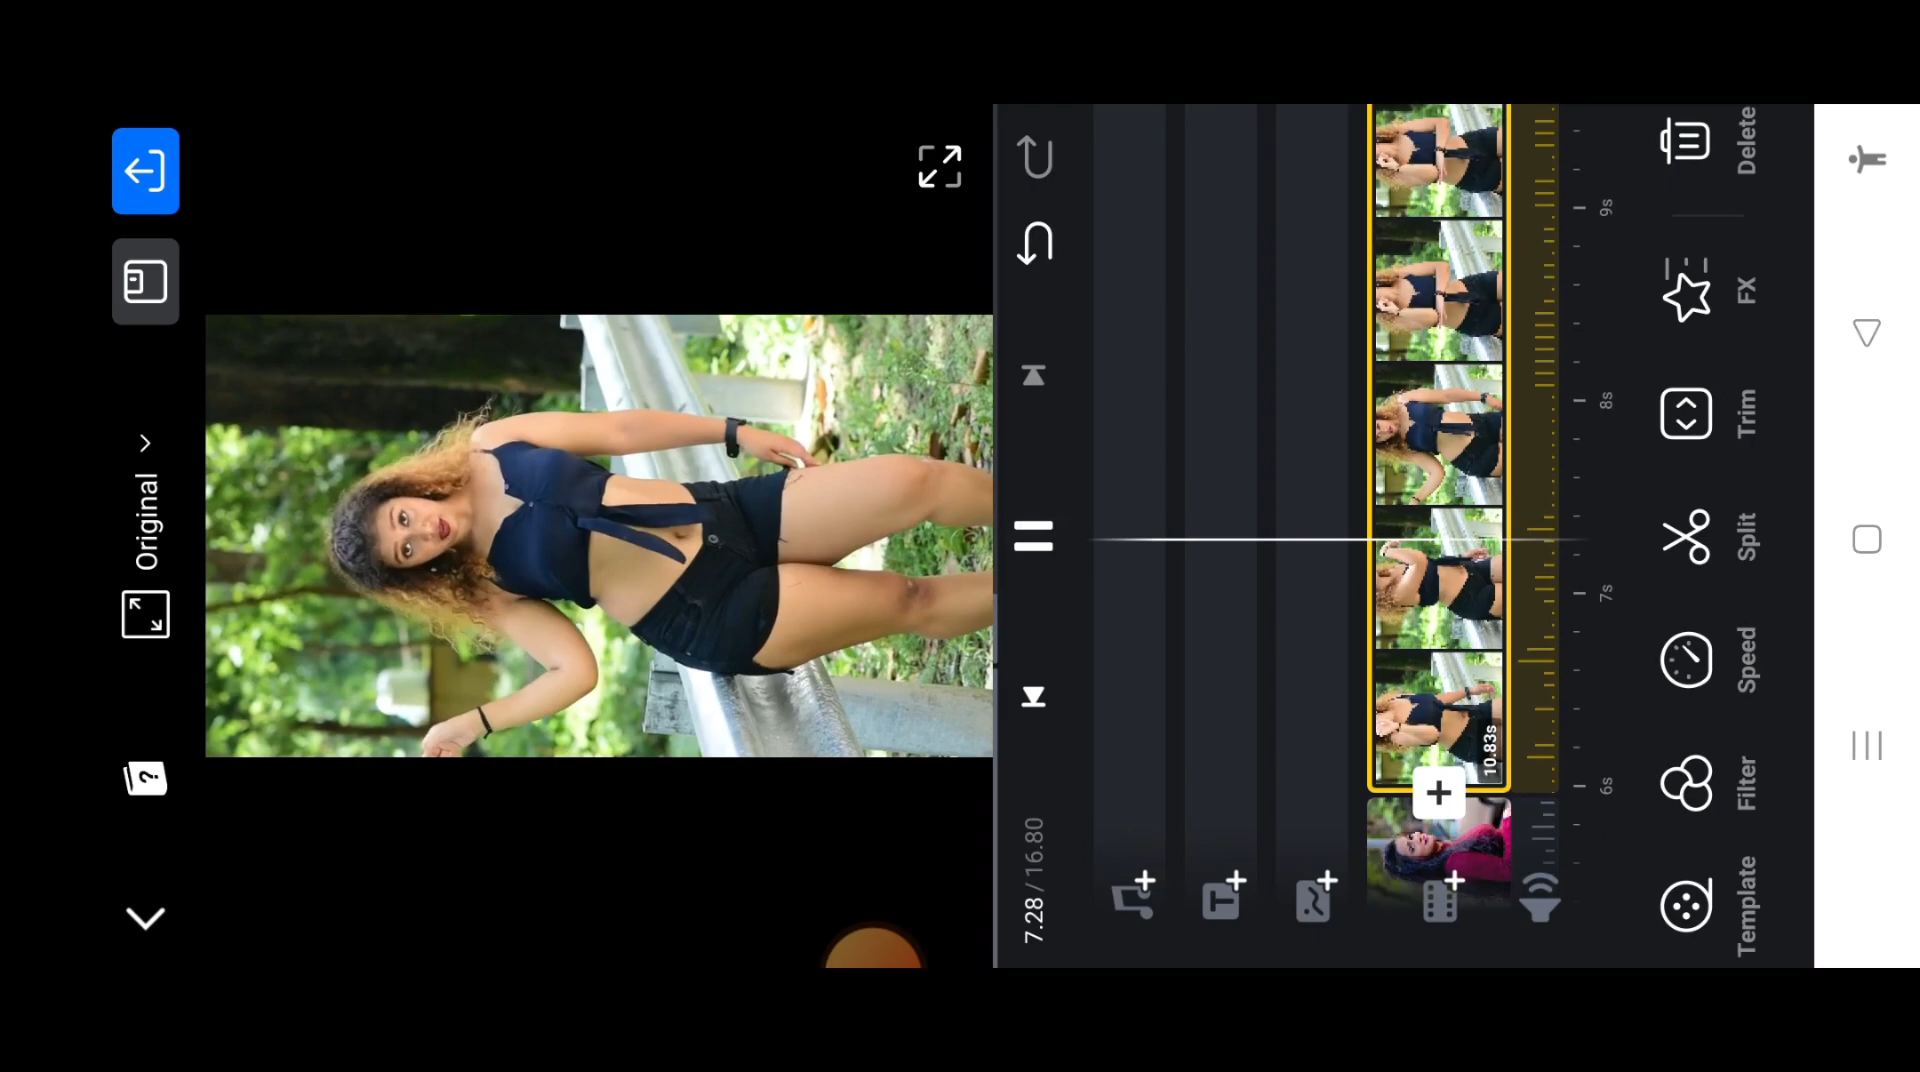 Original
?
7.28 / 16.80
10.83s
6s
7s
8s
9s
Template
Filter
Speed
Split
Trim
FX
Delete